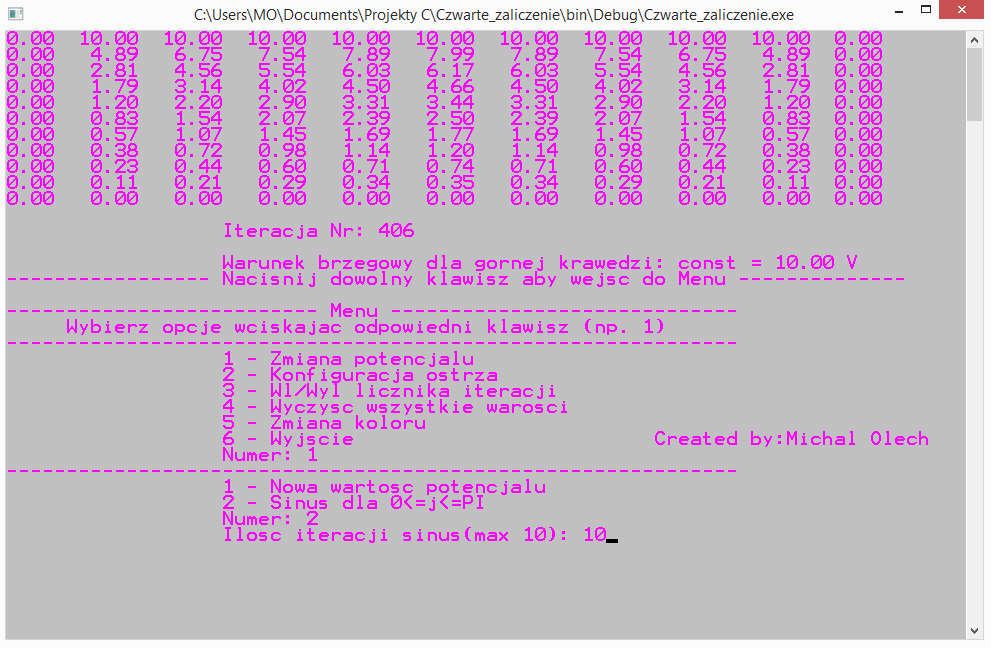 C:\Users\MO\Documents\Projekty C\Czwarte_zaliczenie\bin\Debug\Czwarte_zaliczenie.exe
0.00 10.00 10.00 10.00 10.00 10.00 10.00 10.00 10.00 10.00 0.00
0.00 4.89 6.75 7.54 7.89 7.99 7.89 7.54 6.75 4.89 0.00
0.00 2.81 4.56 5.54 6.03 6.17 6.03 5.54 4.56 2.81 0.00
0.00 1.79 3.14 4.02 4.50 4.66 4.50 4.02 3.14 1.79 0.00
0.00 1.20 2.20 2.90 3.31 3.44 3.31 2.90 2.20 1.20 0.00
0.00 0.83 1.54 2.07 2.39 2.50 2.39 2.07 1.54 0.83 0.00
0.00 0.57 1.07 1.45 1.69 1.77 1.69 1.45 1.07 0.57 0.00
0.00 0.38 0.72 0.98 1.14 1.20 1.14 0.98 0.72 0.38 0.00
0.00 0.23 0.44 0.60 0.71 0.74 0.71 0.60 0.44 0.23 0.00
0.00 0.11 0.21 0.29 0.34 0.35 0.34 0.29 0.21 0.11 0.00
0.00 0.00 0.00 0.00 0.00 0.00 0.00 0.00 0.00 0.00 0.00
Iteracja Nr: 406
Warunek brzegowy dla gornej krawedzi: const = 10.00 V
----------------- Nacisnij dowolny klawisz aby wejsc do Menu --------------
-------------------------- Menu -----------------------------
Wybierz opcje wciskajac odpowiedni klawisz (np. 1)
-------------------------------------------------------------
1 - Zmiana potencjalu
2 - Konfiguracja ostrza
3 - Wl/Wyl licznika iteracji
4 - Wyczysc wszystkie warosci
5 - Zmiana koloru
6 - Wyjscie Created by:Michal Olech
Numer: 1
-------------------------------------------------------------
1 - Nowa wartosc potencjalu
2 - Sinus dla 0<=j<=PI
Numer: 2
Ilosc iteracji sinus(max 10): 10_